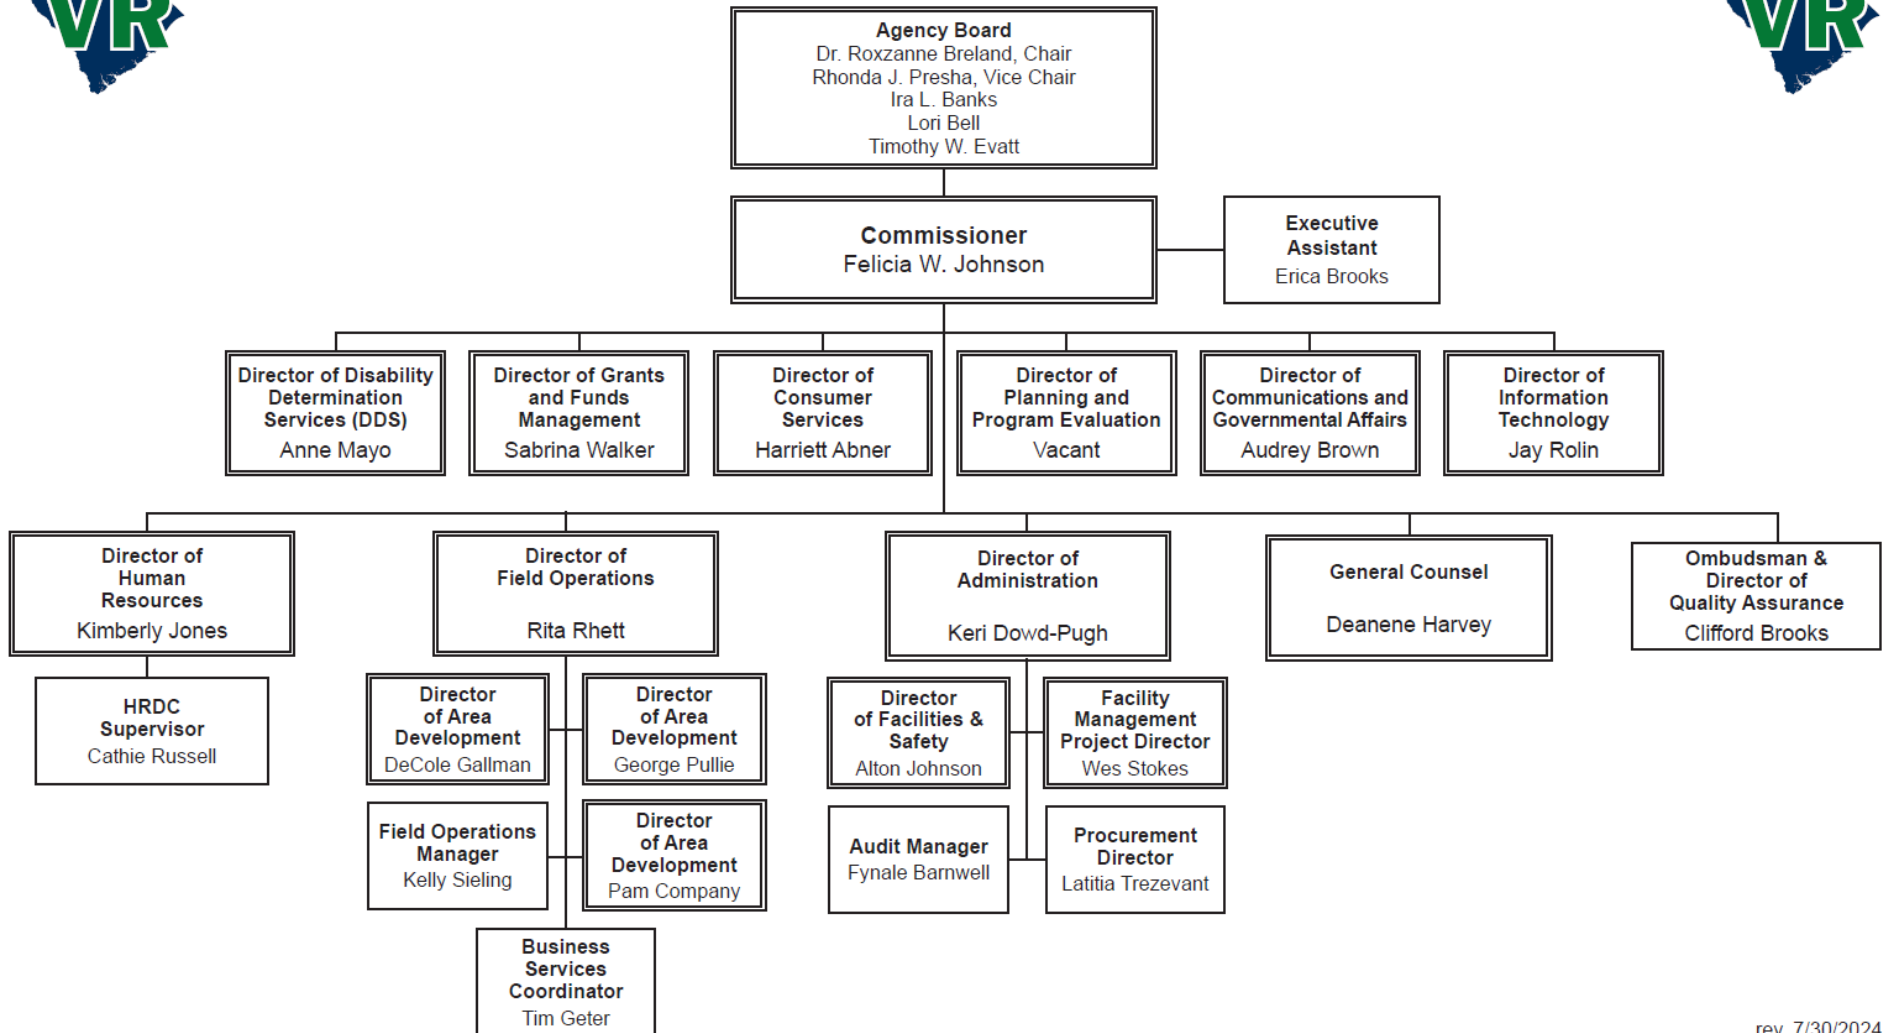 VR
VR
Agency Board
Dr. Roxzanne Breland, Chair
Rhonda J. Presha, Vice Chair
Ira L. Banks
Lori Bell
Timothy W. Evatt
Commissioner
Felicia W. Johnson
Executive
Assistant
Erica Brooks
Director of Disability
Determination
Services (DDS)
Anne Mayo
Director of Grants
and Funds
Management
Sabrina Walker
Director of
Consumer
Services
Harriett Abner
Director of
Planning and
Program Evaluation
Vacant
Director of
Communications and
Governmental Affairs
Audrey Brown
Director of
Information
Technology
Jay Rolin
Director of
Human
Resources
Kimberly Jones
Director of
Field Operations
Rita Rhett
Director of
Administration
Keri Dowd-Pugh
General Counsel
Deanene Harvey
Ombudsman &
Director of
Quality Assurance
Clifford Brooks
HRDC
Supervisor
Cathie Russell
Director
of Area
Development
DeCole Gallman
Director
of Area
Development
George Pullie
Director
of Facilities &
Safety
Alton Johnson
Facility
Management
Project Director
Wes Stokes
Field Operations
Manager
Kelly Sieling
Director
of Area
Development
Pam Company
Audit Manager
Fynale Barnwell
Procurement
Director
Latitia Trezevant
Business
Services
Coordinator
Tim Geter
rev. 7/30/2024